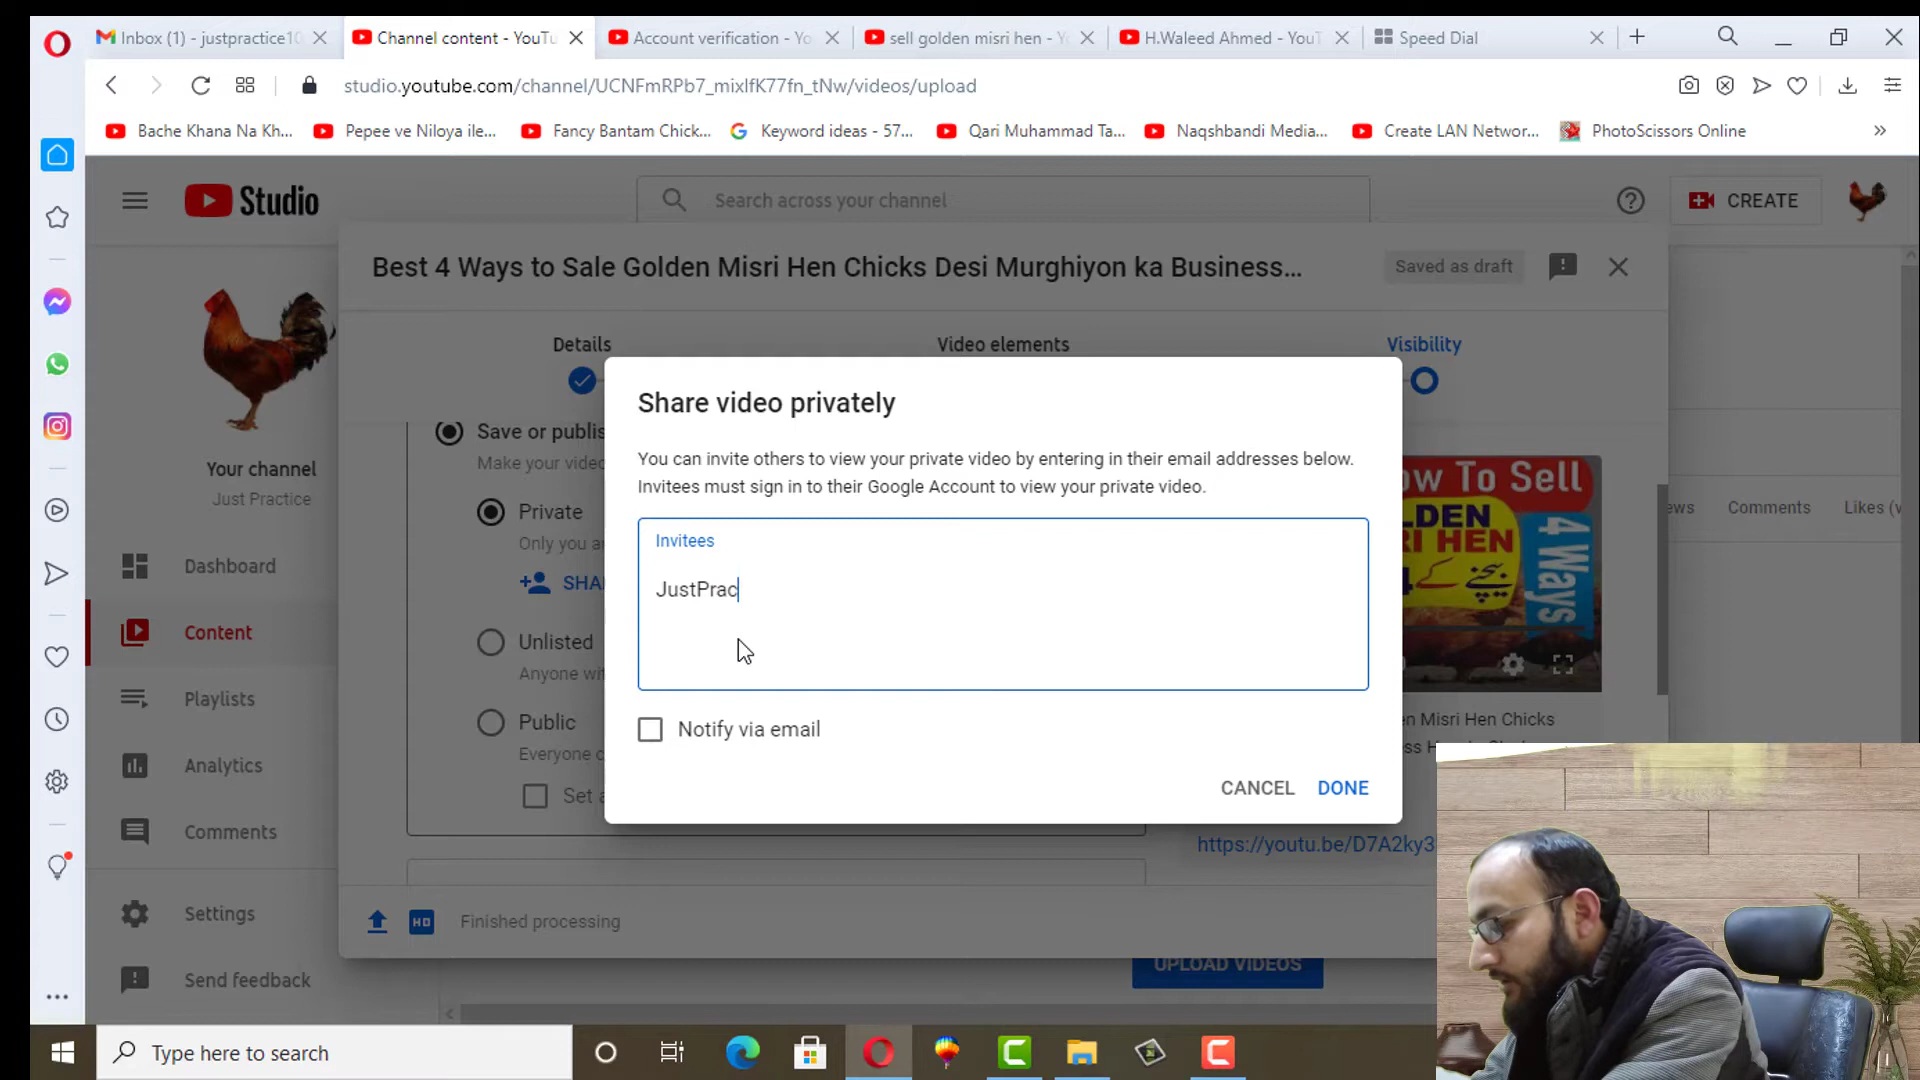 Inbox (1) - justpractice10
Channel content - YouTu
Account verification - Yo
sell golden misri hen - Y
H.Waleed Ahmed - YouT
Speed Dial
studio.youtube.com/channel/UCNFmRPb7_mixlfK77fn_tNw/videos/upload
Bache Khana Na Kh...
Pepee ve Niloya ile...
Fancy Bantam Chick...
Keyword ideas - 57...
Qari Muhammad Ta...
Naqshbandi Media...
Create LAN Networ...
PhotoScissors Online
Studio
Search across your channel
CREATE
Best 4 Ways to Sale Golden Misri Hen Chicks Desi Murghiyon ka Business...
Saved as draft
Details
Video elements
Visibility
Your channel
Just Practice
Dashboard
Content
Playlists
Analytics
Comments
Settings
Send feedback
Save or publis
Make your video
Private
Only you a
SHA
Unlisted
Anyone wi
Public
Everyone c
Set a
Share video privately
You can invite others to view your private video by entering in their email addresses below.
Invitees must sign in to their Google Account to view your private video.
Invitees
JustPrac
Notify via email
CANCEL
DONE
ow To Sell
LDEN
RI HEN
بیچنے کے 4
4 Ways
ews
Comments
Likes (v
en Misri Hen Chicks
https://youtu.be/D7A2ky3
HD
Finished processing
UPLOAD VIDEOS
Type here to search